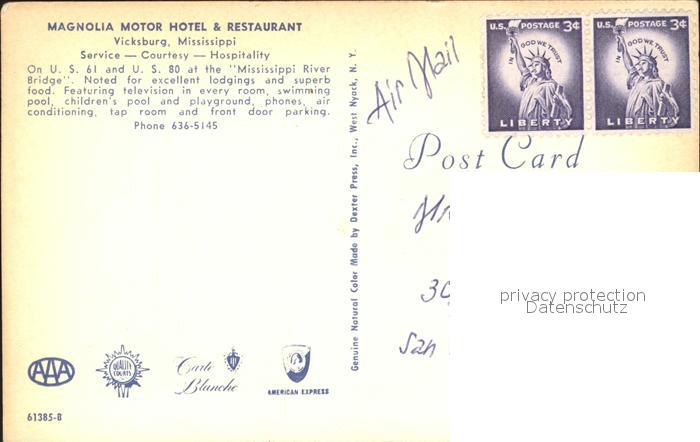 MAGNOLIA MOTOR HOTEL & RESTAURANT
Vicksburg, Mississippi
Service — Courtesy — Hospitality
On U. S. 61 and U. S. 80 at the "Mississippi River
Bridge". Noted for excellent lodgings and superb
food. Featuring television in every room, swimming
pool, children's pool and playground, phones, air
conditioning, tap room and front door parking.
Phone 636-5145
AAA
QUALITY COURTS
Carte
Blanche
AMERICAN EXPRESS
61385-B
Genuine Natural Color Made by Dexter Press, Inc., West Nyack, N. Y.
Air Mail
U.S. POSTAGE 3¢
IN GOD WE TRUST
LIBERTY
U.S. POSTAGE 3¢
IN GOD WE TRUST
LIBERTY
Post Card
San
privacy protection
Datenschutz